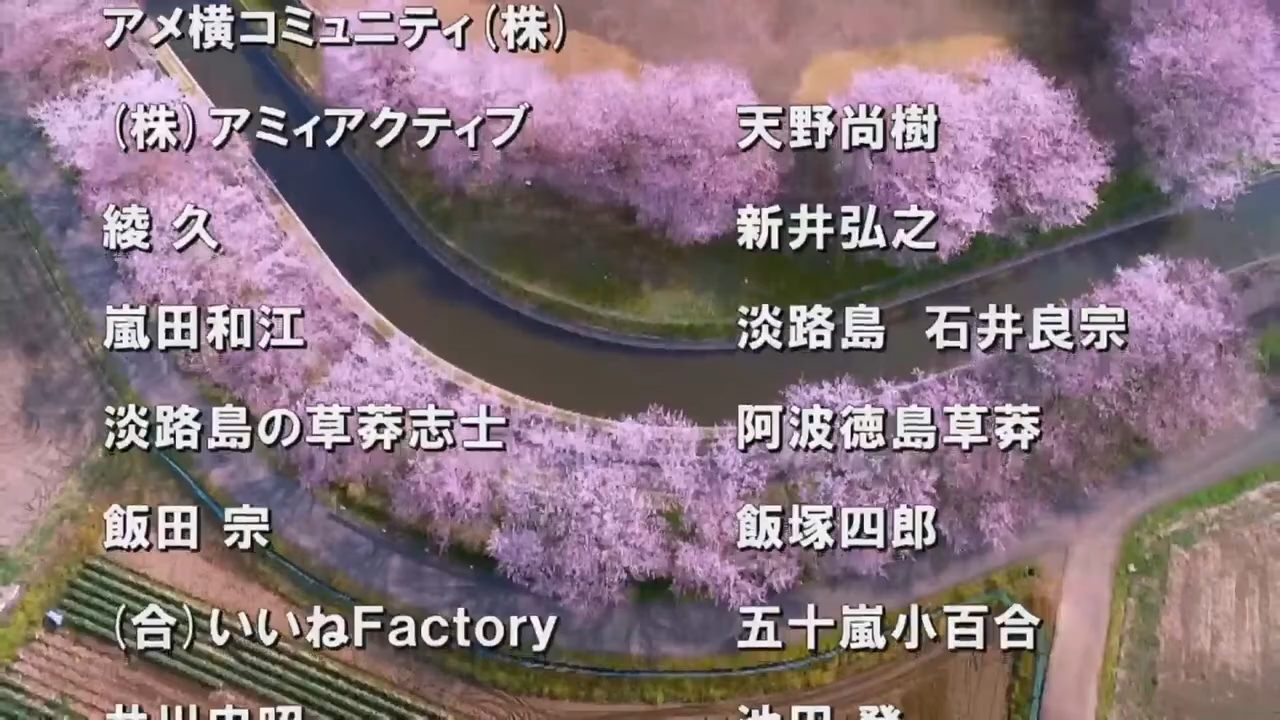 アメ横コミュニティ(株)
(株)アミィアクティブ 天野尚樹
綾 久 新井弘之
嵐田和江 淡路島 石井良宗
淡路島の草莽志士 阿波徳島草莽
飯田 宗 飯塚四郎
(合)いいねFactory 五十嵐小百合